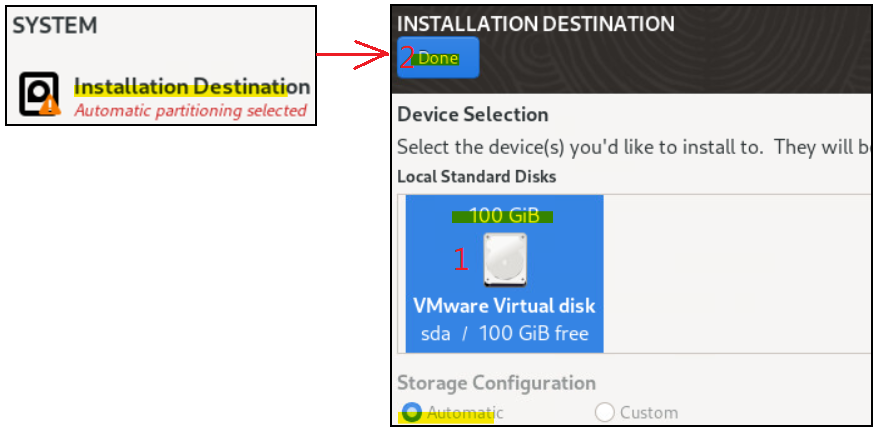 SYSTEM
Installation Destination
Automatic partitioning selected
INSTALLATION DESTINATION
2 Done
Device Selection
Select the device(s) you'd like to install to. They will b
Local Standard Disks
100 GiB
1
VMware Virtual disk
sda / 100 GiB free
Storage Configuration
Automatic Custom